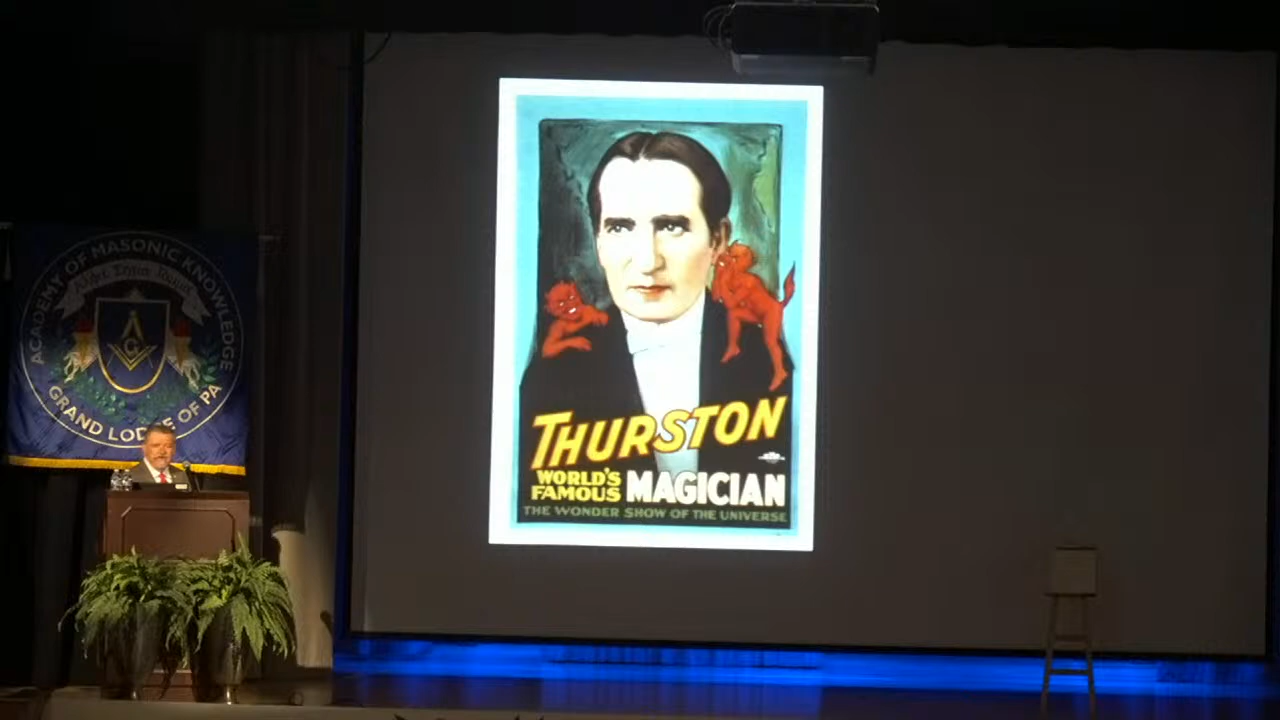 ACADEMY OF MASONIC KNOWLEDGE
G
GRAND LODGE OF PA
THURSTON
WORLD'S
FAMOUS MAGICIAN
THE WONDER SHOW OF THE UNIVERSE